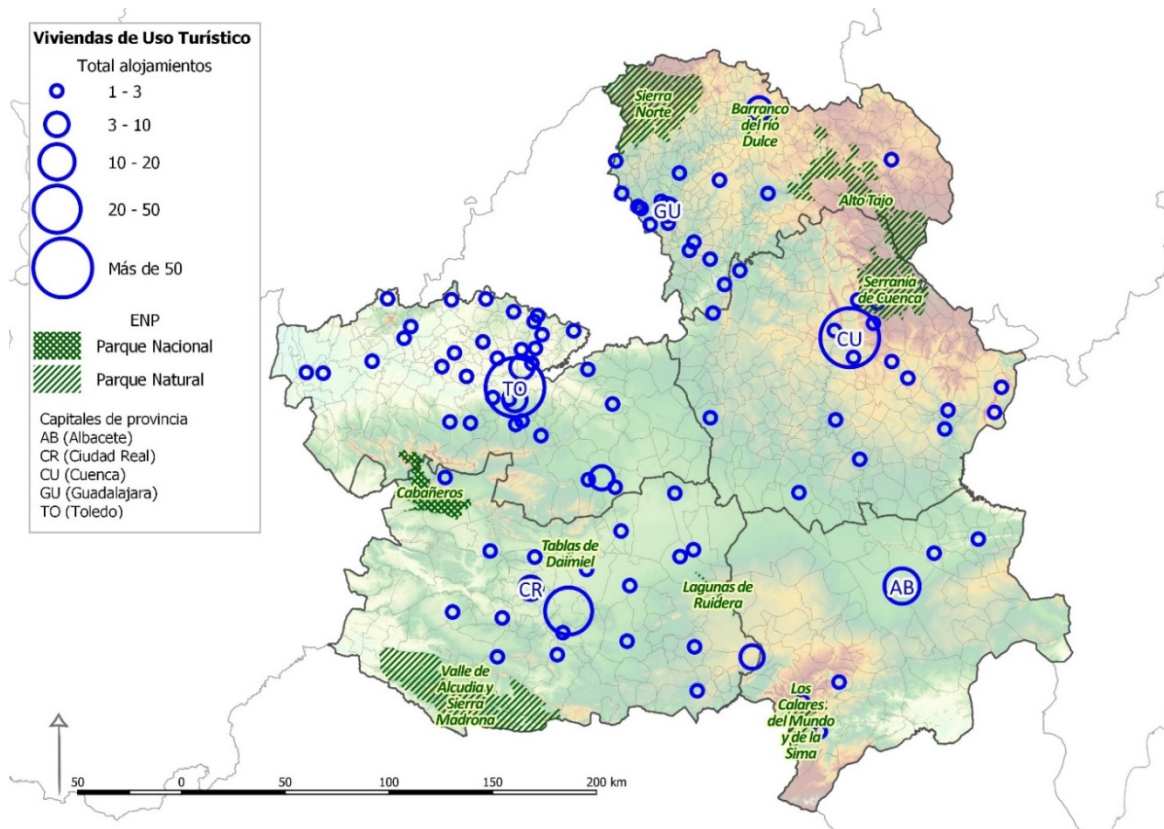 Viviendas de Uso Turístico
Total alojamientos
1 - 3
3 - 10
10 - 20
20 - 50
Más de 50
ENP
Parque Nacional
Parque Natural
Capitales de provincia
AB (Albacete)
CR (Ciudad Real)
CU (Cuenca)
GU (Guadalajara)
TO (Toledo)
Sierra
Norte
Barranco
del río
Dulce
Alto Tajo
GU
Serranía
de Cuenca
CU
TO
Cabañeros
Tablas de
Daimiel
CR
Lagunas de
Ruidera
AB
Valle de
Alcudia y
Sierra
Madrona
Los
Calares
del Mundo
y de la
Sima
50 0 50 100 150 200 km